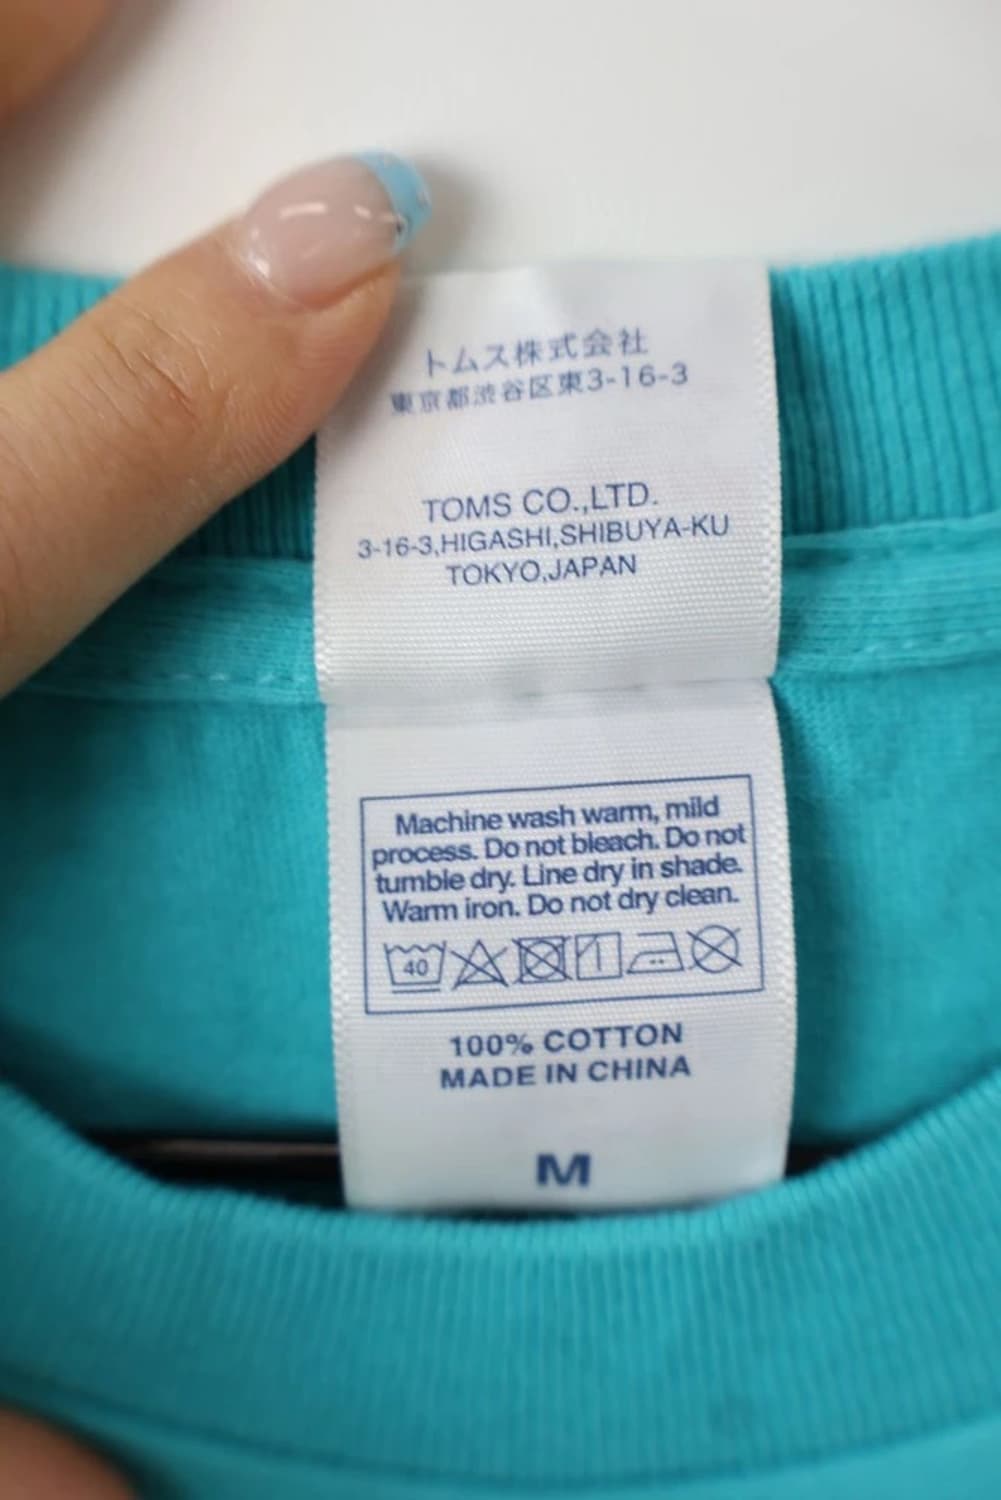 トムス株式会社
東京都渋谷区東3-16-3
TOMS CO.,LTD.
3-16-3,HIGASHI,SHIBUYA-KU
TOKYO,JAPAN
Machine wash warm, mild
process. Do not bleach. Do not
tumble dry. Line dry in shade.
Warm iron. Do not dry clean.
40
100% COTTON
MADE IN CHINA
M